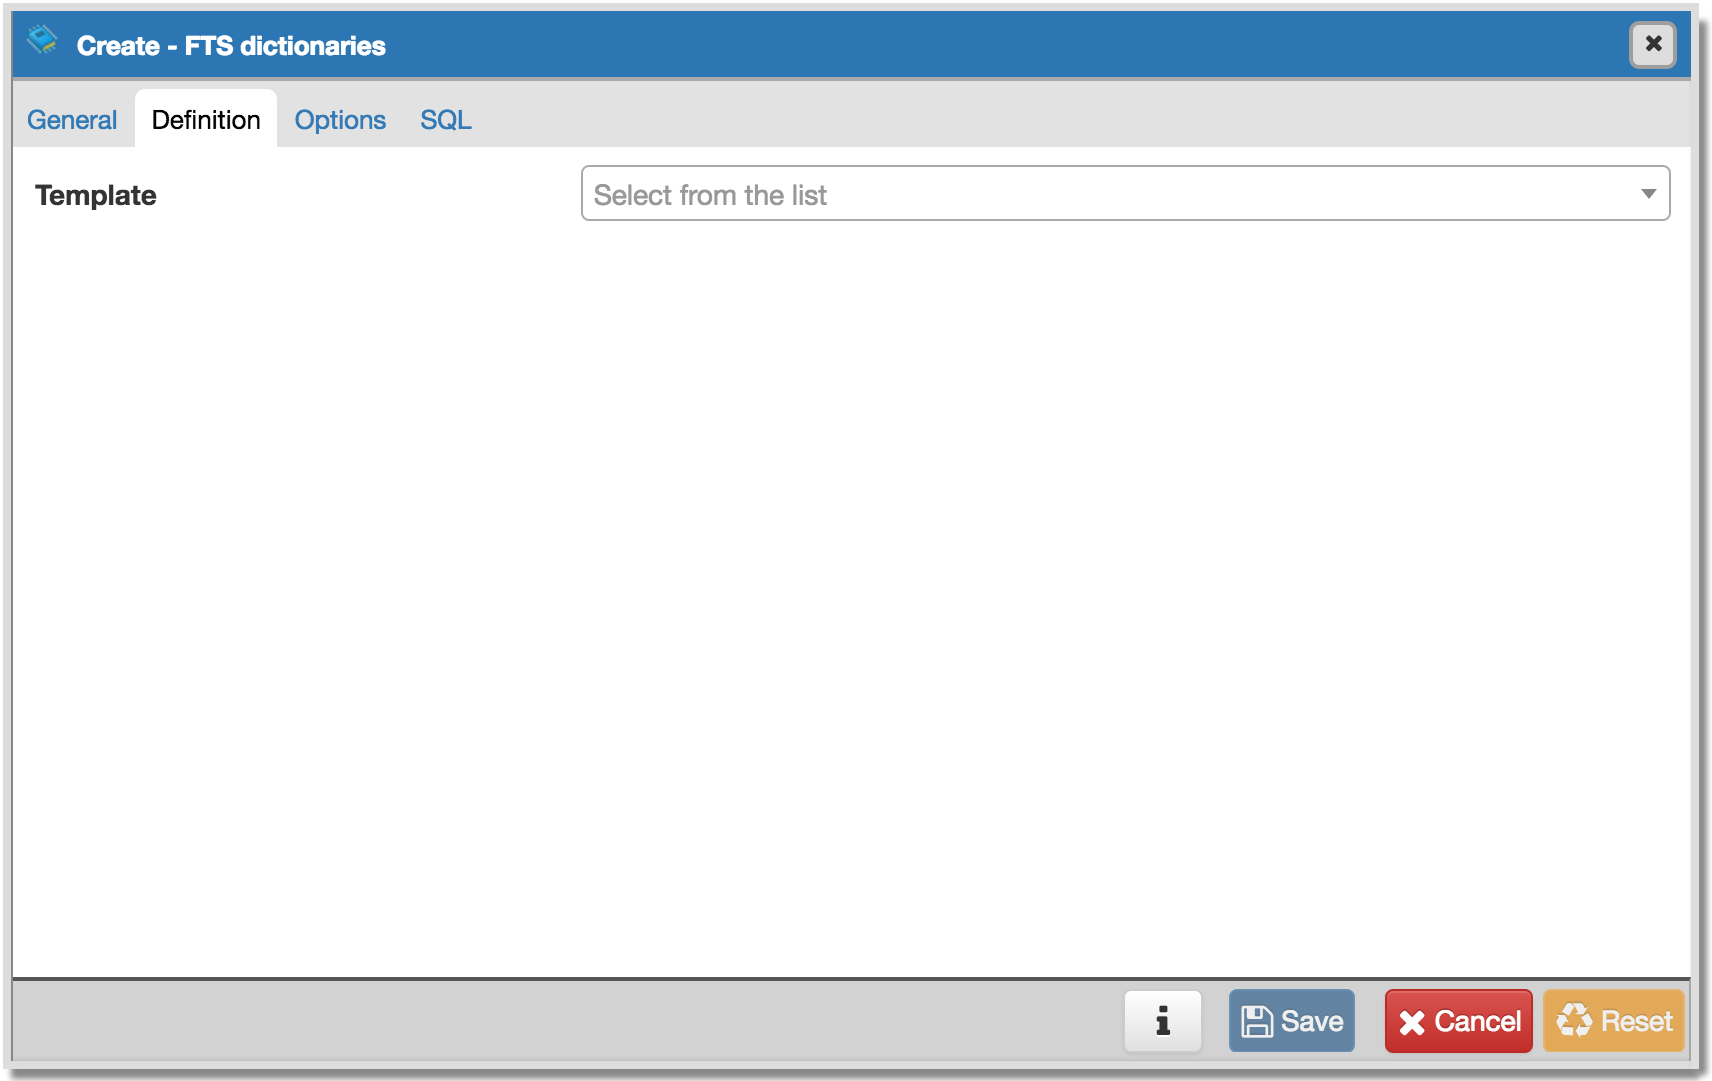 Create - FTS dictionaries
General Definition Options SQL
Template Select from the list
Save Cancel Reset